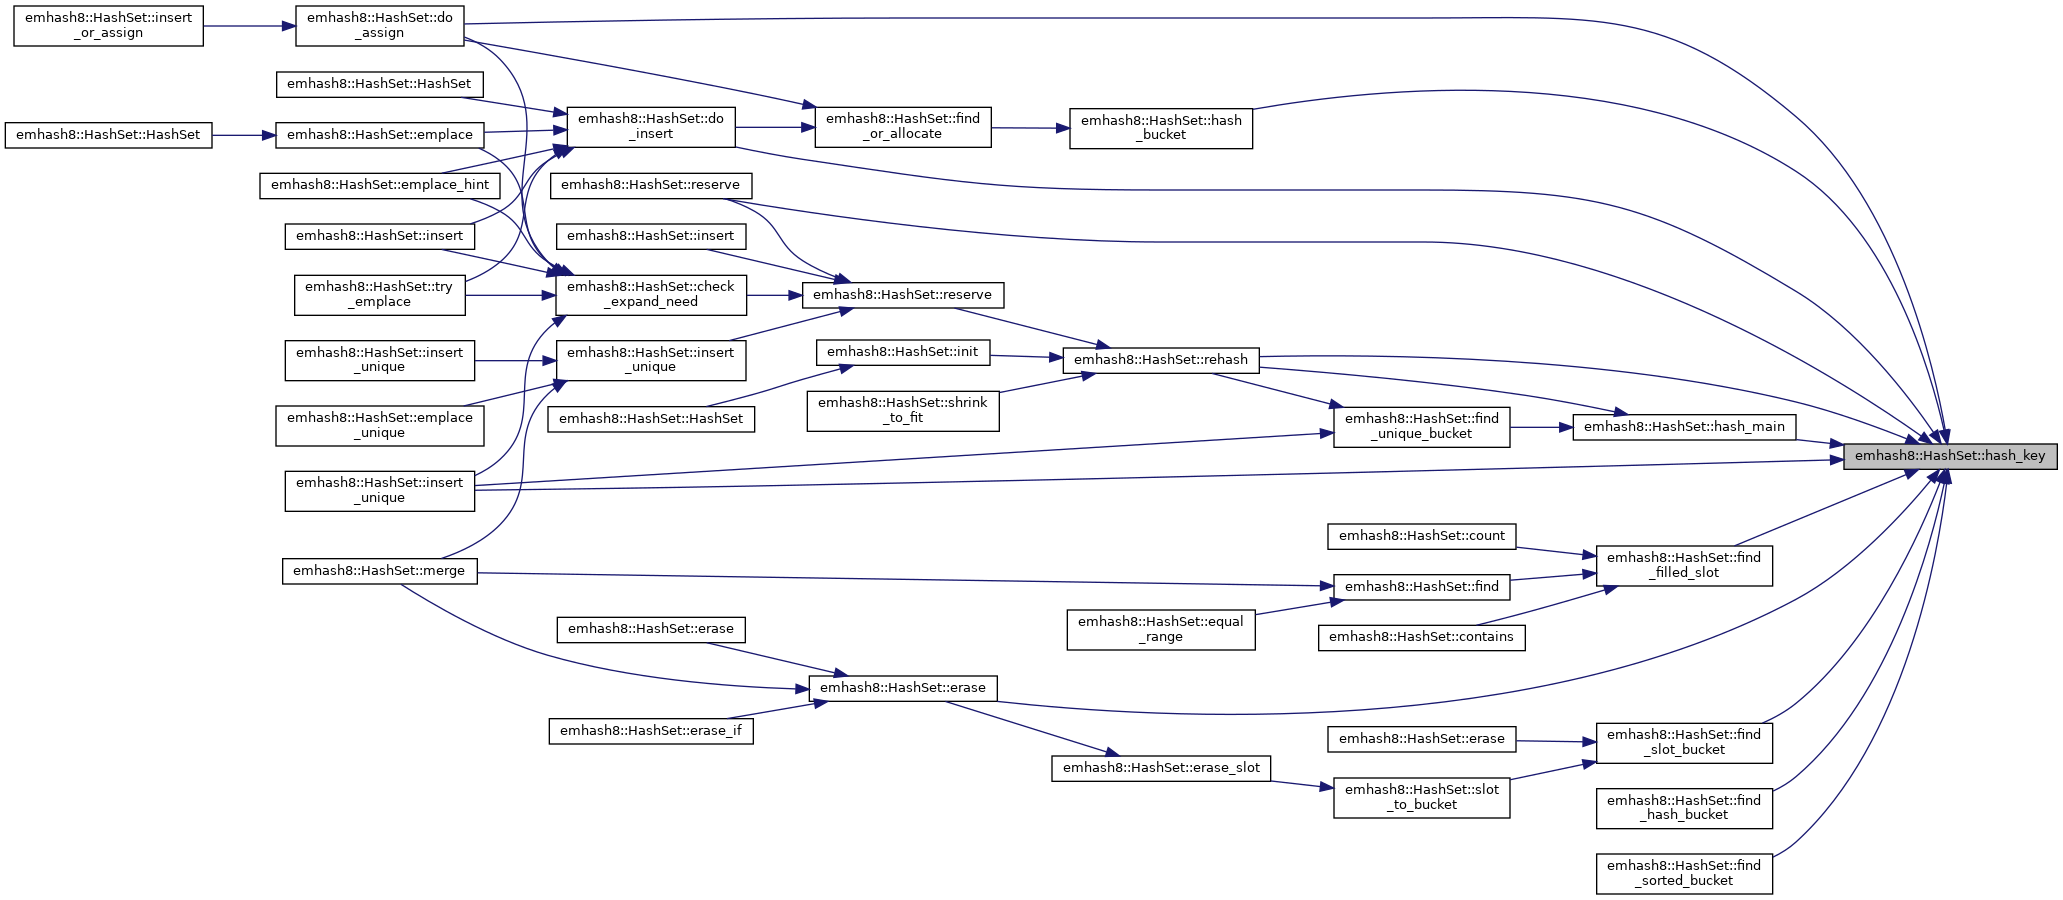 emhash8::HashSet::insert
_or_assign
emhash8::HashSet::do
_assign
emhash8::HashSet::HashSet
emhash8::HashSet::do
_insert
emhash8::HashSet::find
_or_allocate
emhash8::HashSet::hash
_bucket
emhash8::HashSet::HashSet
emhash8::HashSet::emplace
emhash8::HashSet::emplace_hint
emhash8::HashSet::reserve
emhash8::HashSet::insert
emhash8::HashSet::insert
emhash8::HashSet::try
_emplace
emhash8::HashSet::check
_expand_need
emhash8::HashSet::reserve
emhash8::HashSet::insert
_unique
emhash8::HashSet::insert
_unique
emhash8::HashSet::init
emhash8::HashSet::rehash
emhash8::HashSet::emplace
_unique
emhash8::HashSet::HashSet
emhash8::HashSet::shrink
_to_fit
emhash8::HashSet::find
_unique_bucket
emhash8::HashSet::hash_main
emhash8::HashSet::hash_key
emhash8::HashSet::insert
_unique
emhash8::HashSet::count
emhash8::HashSet::find
_filled_slot
emhash8::HashSet::merge
emhash8::HashSet::find
emhash8::HashSet::equal
_range
emhash8::HashSet::contains
emhash8::HashSet::erase
emhash8::HashSet::erase
emhash8::HashSet::erase_if
emhash8::HashSet::erase
emhash8::HashSet::find
_slot_bucket
emhash8::HashSet::erase_slot
emhash8::HashSet::slot
_to_bucket
emhash8::HashSet::find
_hash_bucket
emhash8::HashSet::find
_sorted_bucket